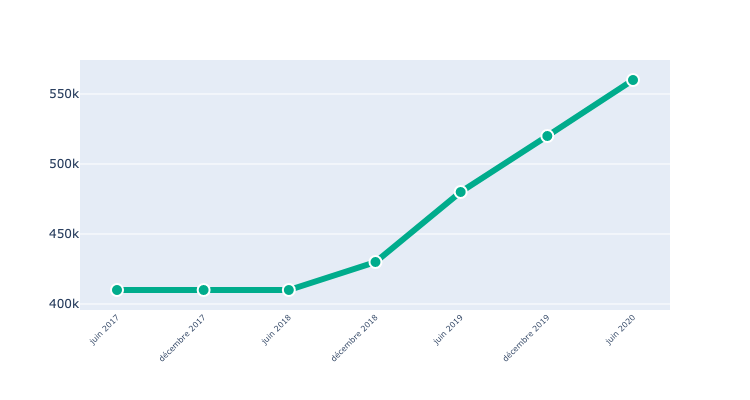 550k
500k
450k
400k
juin 2017
décembre 2017
juin 2018
décembre 2018
juin 2019
décembre 2019
juin 2020